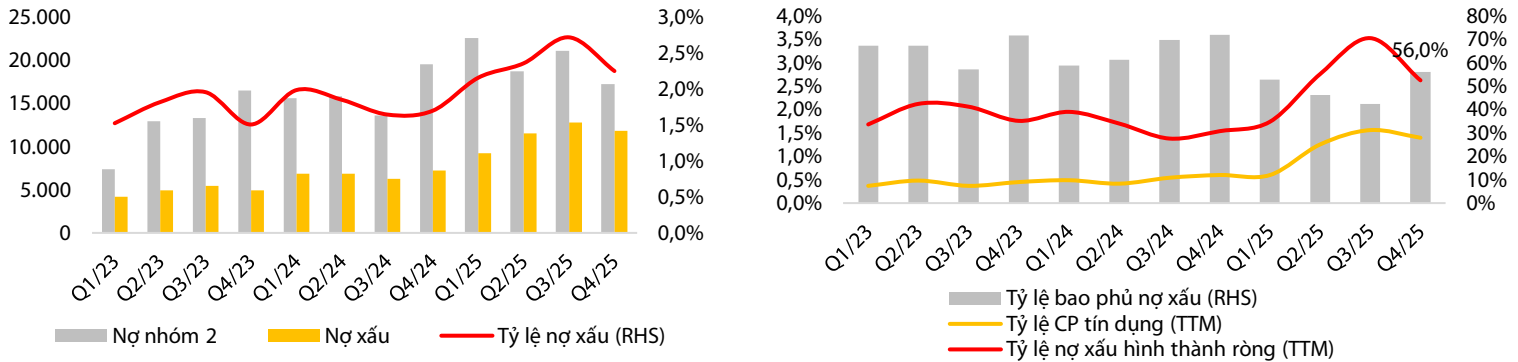 25.000
20.000
15.000
10.000
5.000
0
3,0%
2,5%
2,0%
1,5%
1,0%
0,5%
0,0%
Q1/23
Q2/23
Q3/23
Q4/23
Q1/24
Q2/24
Q3/24
Q4/24
Q1/25
Q2/25
Q3/25
Q4/25
Nợ nhóm 2
Nợ xấu
Tỷ lệ nợ xấu (RHS)
4,0%
3,5%
3,0%
2,5%
2,0%
1,5%
1,0%
0,5%
0,0%
56,0%
80%
70%
60%
50%
40%
30%
20%
10%
0%
Q1/23
Q2/23
Q3/23
Q4/23
Q1/24
Q2/24
Q3/24
Q4/24
Q1/25
Q2/25
Q3/25
Q4/25
Tỷ lệ bao phủ nợ xấu (RHS)
Tỷ lệ CP tín dụng (TTM)
Tỷ lệ nợ xấu hình thành ròng (TTM)